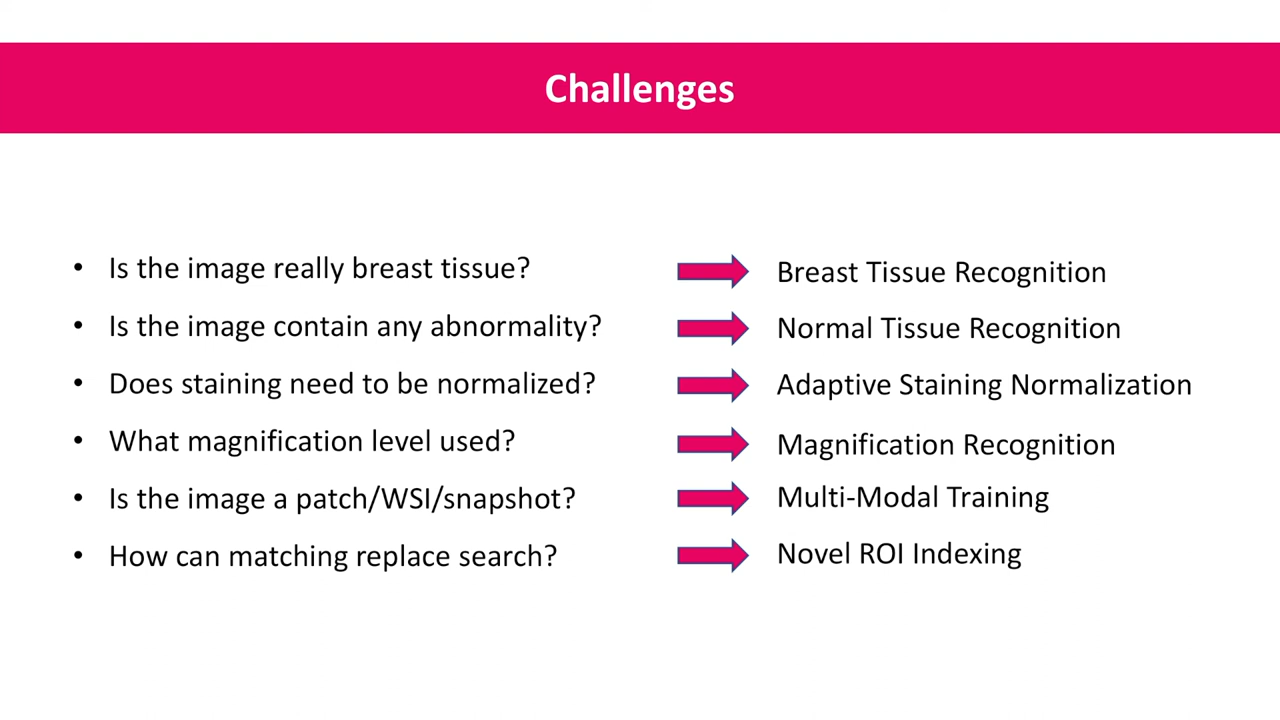 Challenges
• Is the image really breast tissue?
Breast Tissue Recognition
• Is the image contain any abnormality?
Normal Tissue Recognition
• Does staining need to be normalized?
Adaptive Staining Normalization
• What magnification level used?
Magnification Recognition
• Is the image a patch/WSI/snapshot?
Multi-Modal Training
• How can matching replace search?
Novel ROI Indexing